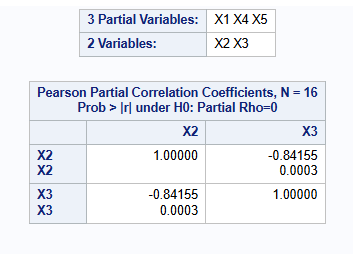 3 Partial Variables: X1 X4 X5
2 Variables: X2 X3
Pearson Partial Correlation Coefficients, N = 16
Prob > |r| under H0: Partial Rho=0
X2 X3
X2 1.00000 -0.84155
X2 0.0003
X3 -0.84155 1.00000
X3 0.0003